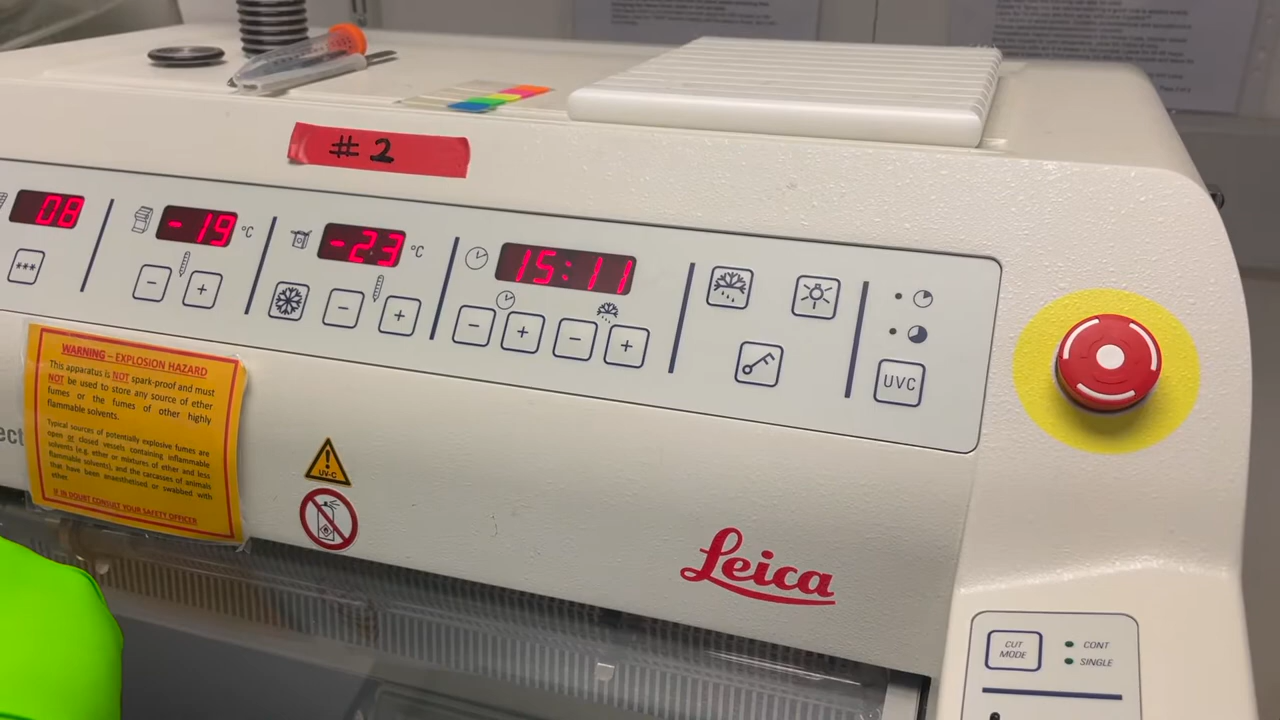 # 2
08
-19 °C
-23 °C
15:11
***
− +
− +
− + − +
UVC
WARNING – EXPLOSION HAZARD
This apparatus is NOT spark-proof and must
NOT be used to store any source of ether
fumes or the fumes of other highly
flammable solvents.
Typical sources of potentially explosive fumes are
open or closed vessels containing inflammable
solvents (e.g. ether or mixtures of ether and less
flammable solvents), and the carcasses of animals
that have been anaesthetised or swabbed with
ether.
IF IN DOUBT CONSULT YOUR SAFETY OFFICER
ect
UV-C
Leica
CUT
MODE
CONT
SINGLE